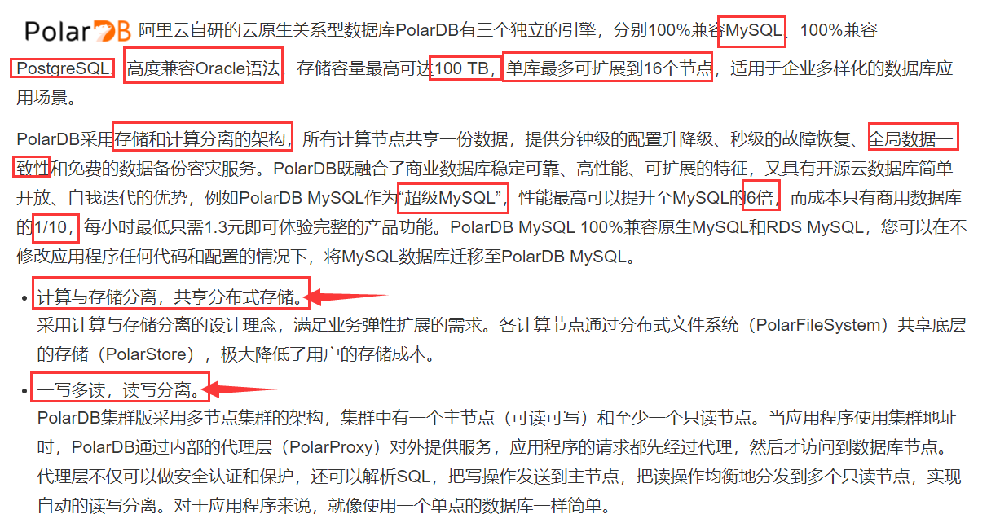 PolarDB 阿里云自研的云原生关系型数据库PolarDB有三个独立的引擎，分别100%兼容MySQL、100%兼容
PostgreSQL、高度兼容Oracle语法，存储容量最高可达100 TB，单库最多可扩展到16个节点，适用于企业多样化的数据库应
用场景。
PolarDB采用存储和计算分离的架构，所有计算节点共享一份数据，提供分钟级的配置升降级、秒级的故障恢复、全局数据一
致性和免费的数据备份容灾服务。PolarDB既融合了商业数据库稳定可靠、高性能、可扩展的特征，又具有开源云数据库简单
开放、自我迭代的优势，例如PolarDB MySQL作为“超级MySQL”，性能最高可以提升至MySQL的6倍，而成本只有商用数据库
的1/10，每小时最低只需1.3元即可体验完整的产品功能。PolarDB MySQL 100%兼容原生MySQL和RDS MySQL，您可以在不
修改应用程序任何代码和配置的情况下，将MySQL数据库迁移至PolarDB MySQL。
• 计算与存储分离，共享分布式存储。
采用计算与存储分离的设计理念，满足业务弹性扩展的需求。各计算节点通过分布式文件系统（PolarFileSystem）共享底层
的存储（PolarStore），极大降低了用户的存储成本。
• 一写多读，读写分离。
PolarDB集群版采用多节点集群的架构，集群中有一个主节点（可读可写）和至少一个只读节点。当应用程序使用集群地址
时，PolarDB通过内部的代理层（PolarProxy）对外提供服务，应用程序的请求都先经过代理，然后才访问到数据库节点。
代理层不仅可以做安全认证和保护，还可以解析SQL，把写操作发送到主节点，把读操作均衡地分发到多个只读节点，实现
自动的读写分离。对于应用程序来说，就像使用一个单点的数据库一样简单。